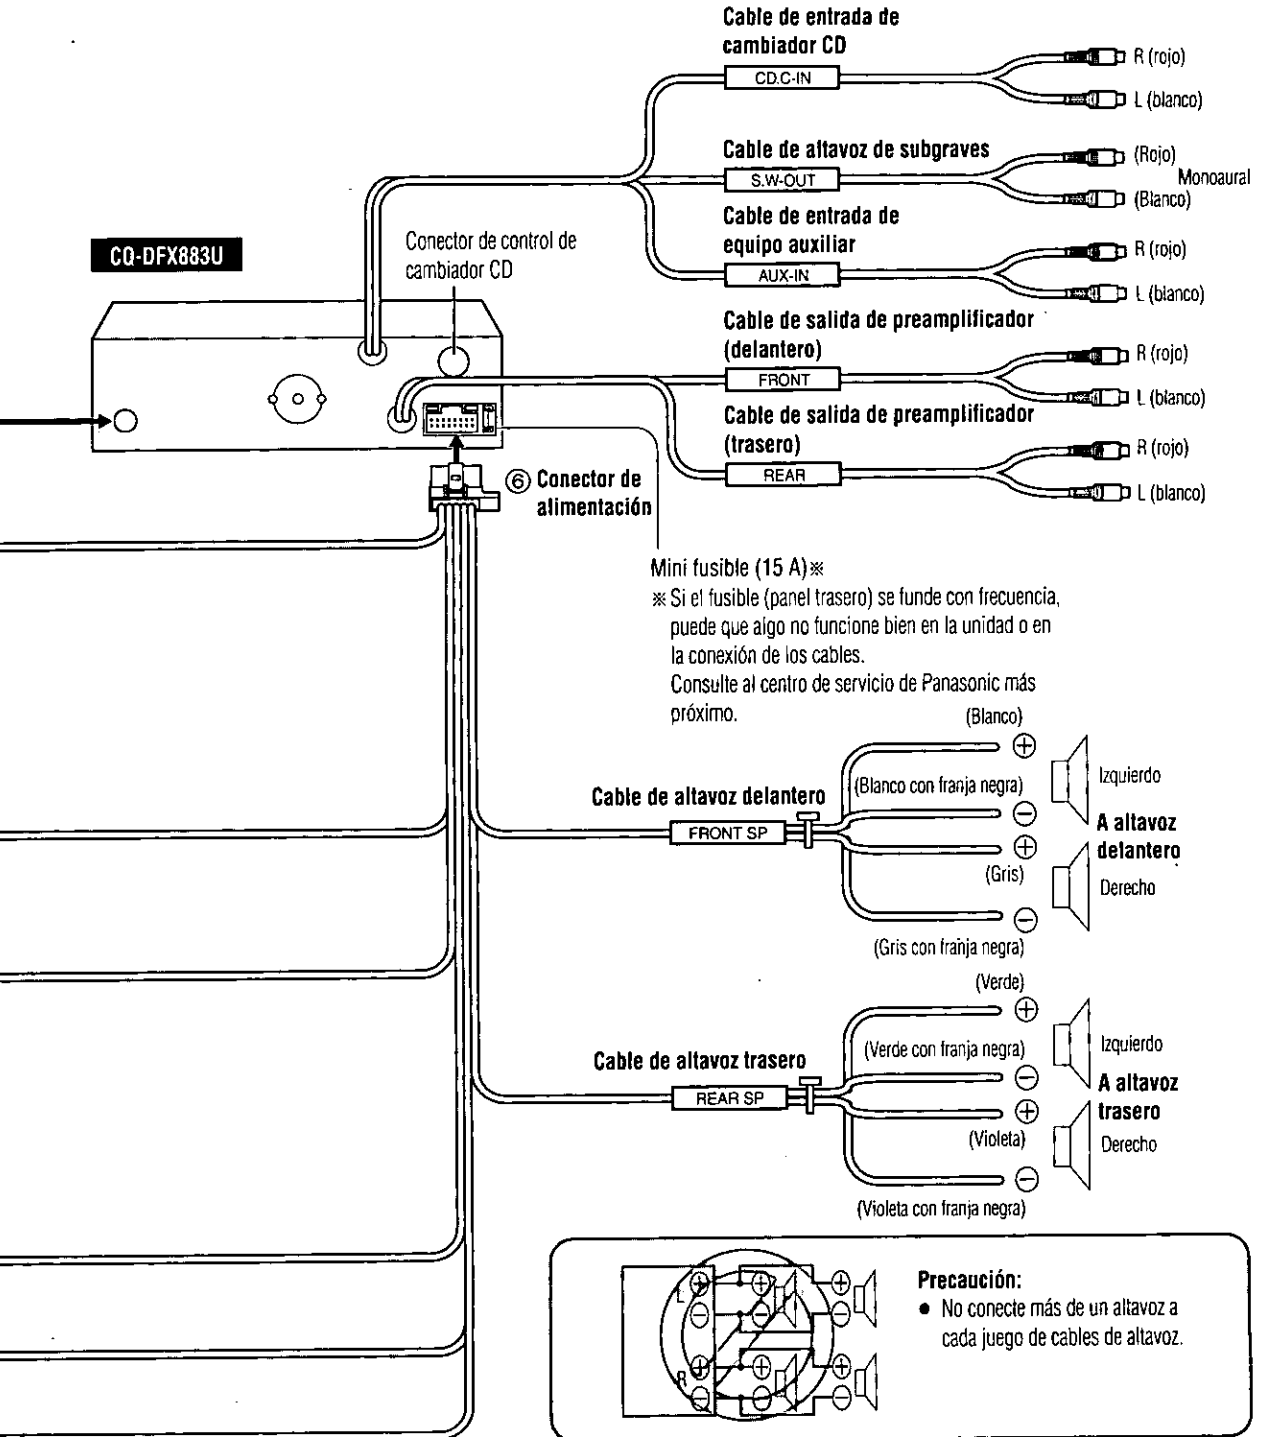 Cable de entrada de
cambiador CD
CD.C-IN
R (rojo)
L (blanco)
Cable de altavoz de subgraves
S.W-OUT
(Rojo)
Monoaural
(Blanco)
Cable de entrada de
equipo auxiliar
AUX-IN
R (rojo)
L (blanco)
CQ-DFX883U
Conector de control de
cambiador CD
Cable de salida de preamplificador
(delantero)
FRONT
R (rojo)
L (blanco)
Cable de salida de preamplificador
(trasero)
REAR
R (rojo)
L (blanco)
⑥ Conector de
alimentación
Mini fusible (15 A)※
※ Si el fusible (panel trasero) se funde con frecuencia,
puede que algo no funcione bien en la unidad o en
la conexión de los cables.
Consulte al centro de servicio de Panasonic más
próximo.
(Blanco)
+
Izquierdo
(Blanco con franja negra)
−
Cable de altavoz delantero
FRONT SP
A altavoz
delantero
+
(Gris)
Derecho
−
(Gris con franja negra)
(Verde)
+
Izquierdo
(Verde con franja negra)
−
Cable de altavoz trasero
REAR SP
A altavoz
trasero
+
(Violeta)
Derecho
−
(Violeta con franja negra)
L
+ + +
− − −
R
+ + +
− − −
Precaución:
● No conecte más de un altavoz a
cada juego de cables de altavoz.